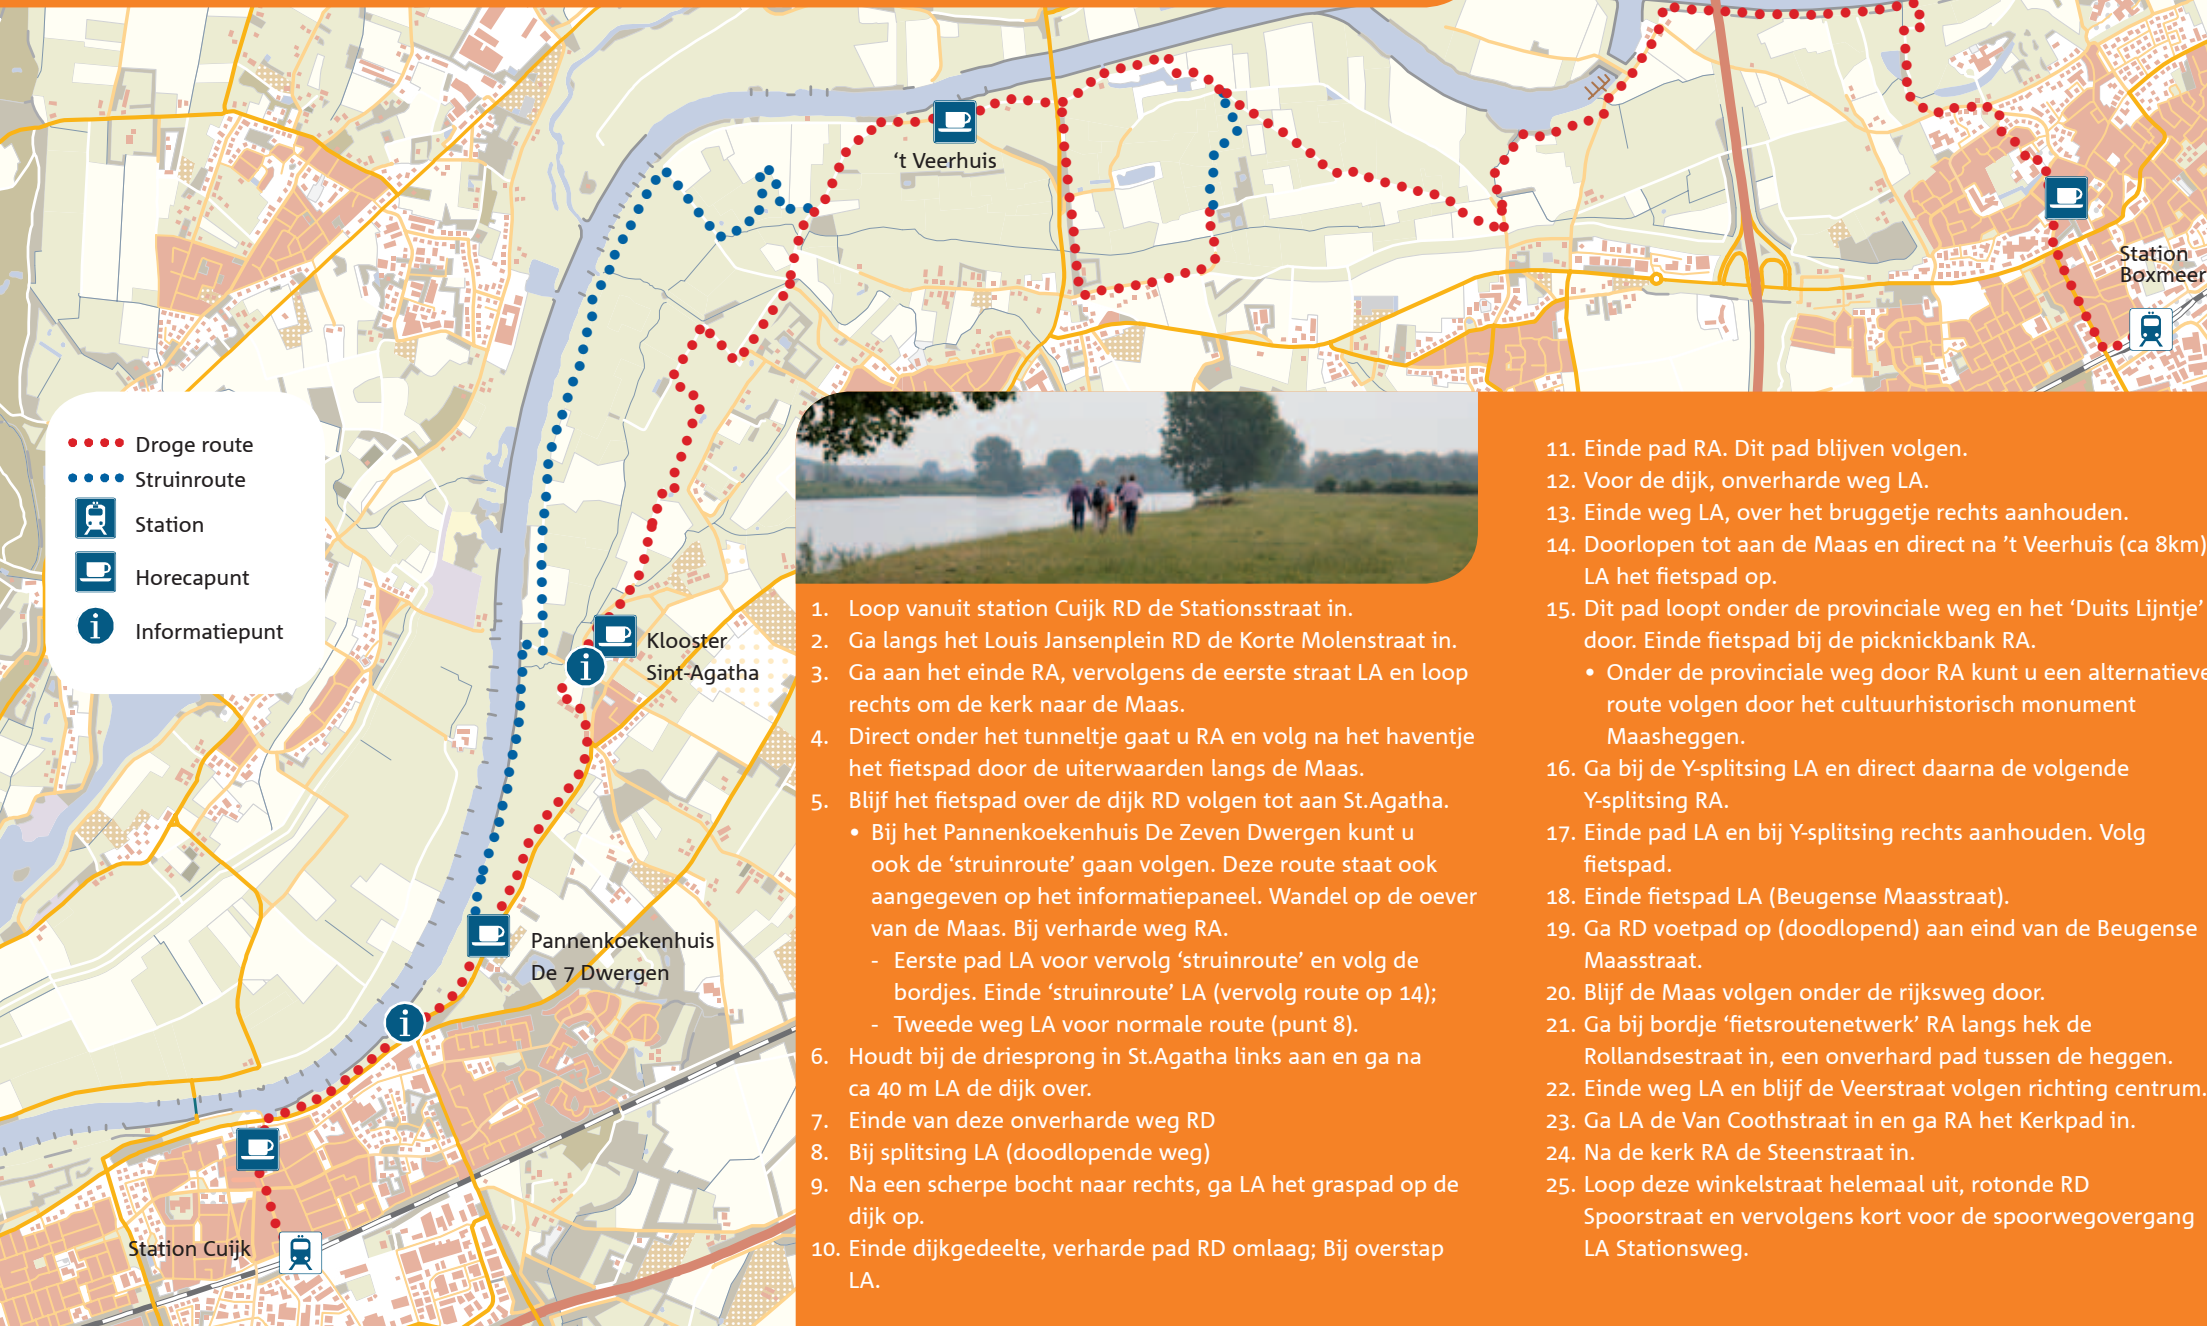 't Veerhuis
Station
Boxmeer
Droge route
Struinroute
Station
Horecapunt
i Informatiepunt
Klooster
Sint-Agatha
i
Pannenkoekenhuis
De 7 Dwergen
i
Station Cuijk
1. Loop vanuit station Cuijk RD de Stationsstraat in.
2. Ga langs het Louis Jansenplein RD de Korte Molenstraat in.
3. Ga aan het einde RA, vervolgens de eerste straat LA en loop
rechts om de kerk naar de Maas.
4. Direct onder het tunneltje gaat u RA en volg na het haventje
het fietspad door de uiterwaarden langs de Maas.
5. Blijf het fietspad over de dijk RD volgen tot aan St.Agatha.
• Bij het Pannenkoekenhuis De Zeven Dwergen kunt u
ook de ‘struinroute’ gaan volgen. Deze route staat ook
aangegeven op het informatiepaneel. Wandel op de oever
van de Maas. Bij verharde weg RA.
- Eerste pad LA voor vervolg ‘struinroute’ en volg de
bordjes. Einde ‘struinroute’ LA (vervolg route op 14);
- Tweede weg LA voor normale route (punt 8).
6. Houdt bij de driesprong in St.Agatha links aan en ga na
ca 40 m LA de dijk over.
7. Einde van deze onverharde weg RD
8. Bij splitsing LA (doodlopende weg)
9. Na een scherpe bocht naar rechts, ga LA het graspad op de
dijk op.
10. Einde dijkgedeelte, verharde pad RD omlaag; Bij overstap
LA.
11. Einde pad RA. Dit pad blijven volgen.
12. Voor de dijk, onverharde weg LA.
13. Einde weg LA, over het bruggetje rechts aanhouden.
14. Doorlopen tot aan de Maas en direct na ’t Veerhuis (ca 8km)
LA het fietspad op.
15. Dit pad loopt onder de provinciale weg en het ‘Duits Lijntje’
door. Einde fietspad bij de picknickbank RA.
• Onder de provinciale weg door RA kunt u een alternatieve
route volgen door het cultuurhistorisch monument
Maasheggen.
16. Ga bij de Y-splitsing LA en direct daarna de volgende
Y-splitsing RA.
17. Einde pad LA en bij Y-splitsing rechts aanhouden. Volg
fietspad.
18. Einde fietspad LA (Beugense Maasstraat).
19. Ga RD voetpad op (doodlopend) aan eind van de Beugense
Maasstraat.
20. Blijf de Maas volgen onder de rijksweg door.
21. Ga bij bordje ‘fietsroutenetwerk’ RA langs hek de
Rollandsestraat in, een onverhard pad tussen de heggen.
22. Einde weg LA en blijf de Veerstraat volgen richting centrum.
23. Ga LA de Van Coothstraat in en ga RA het Kerkpad in.
24. Na de kerk RA de Steenstraat in.
25. Loop deze winkelstraat helemaal uit, rotonde RD
Spoorstraat en vervolgens kort voor de spoorwegovergang
LA Stationsweg.